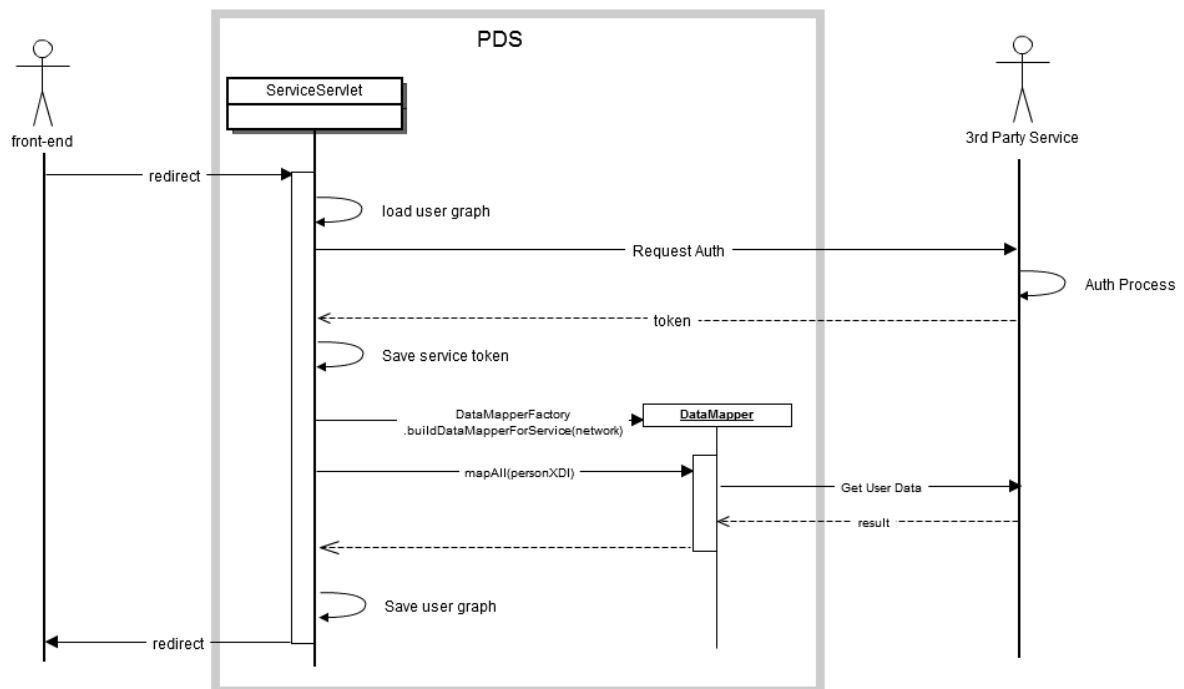 PDS
ServiceServlet
front-end
3rd Party Service
redirect
load user graph
Request Auth
Auth Process
token
Save service token
DataMapperFactory
.buildDataMapperForService(network)
DataMapper
mapAll(personXDI)
Get User Data
result
Save user graph
redirect